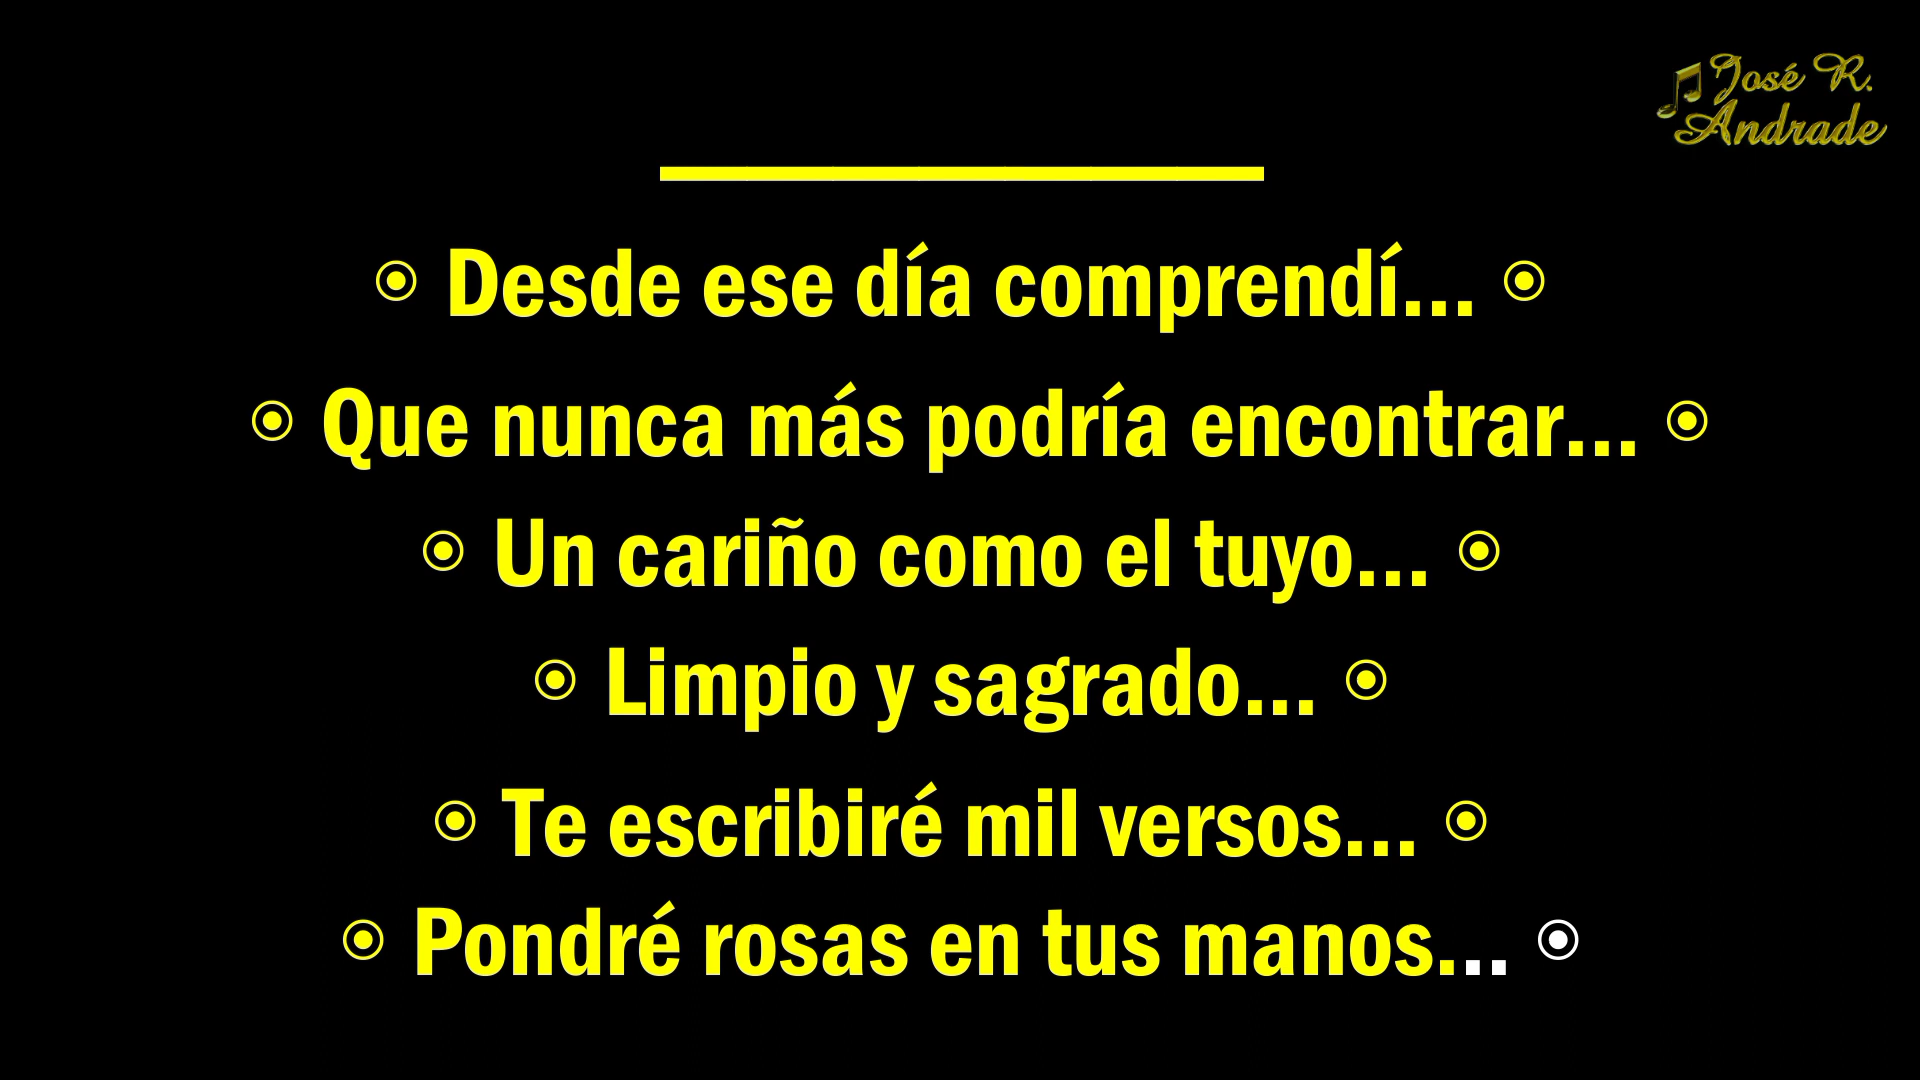 José R.
Andrade
⊙ Desde ese día comprendí... ⊙
⊙ Que nunca más podría encontrar... ⊙
⊙ Un cariño como el tuyo... ⊙
⊙ Limpio y sagrado... ⊙
⊙ Te escribiré mil versos... ⊙
⊙ Pondré rosas en tus manos... ⊙